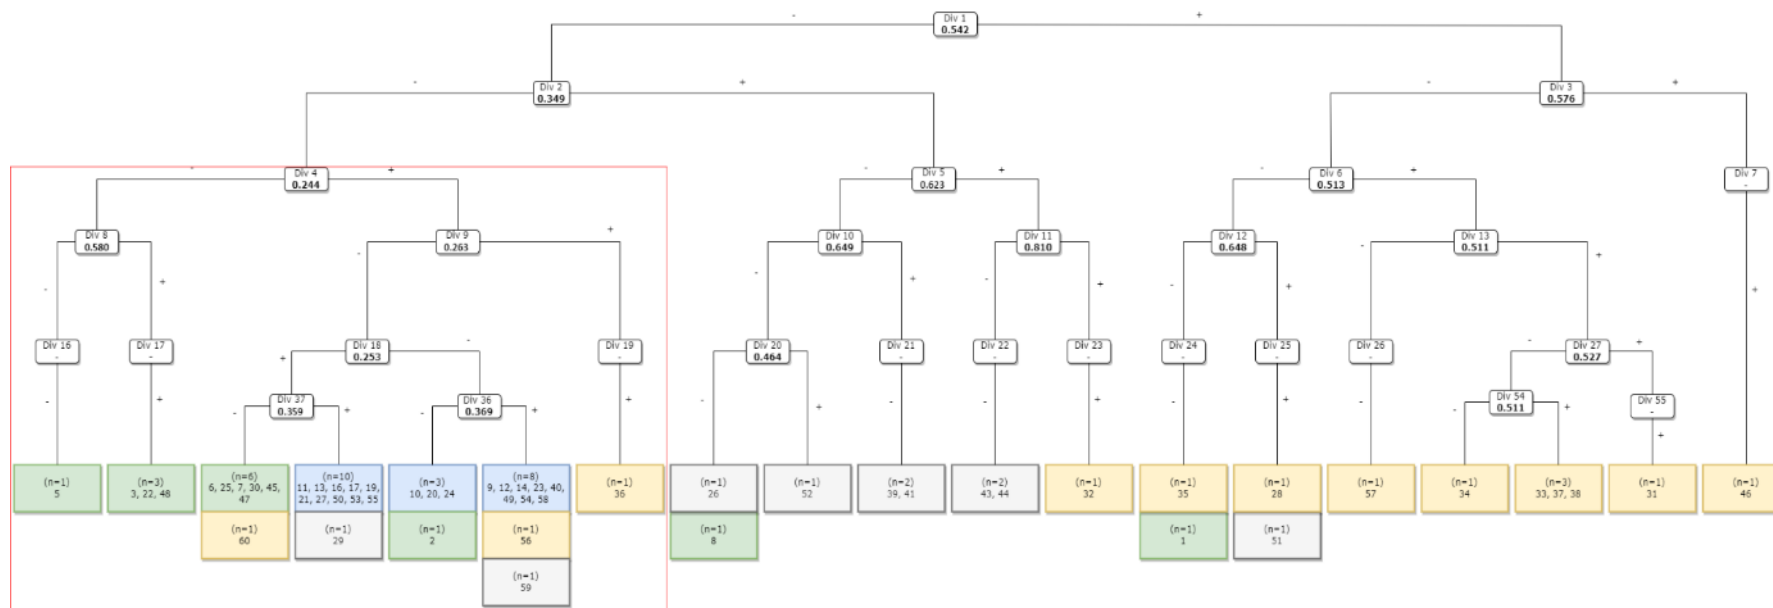 Div 1
0.542
- +
Div 2
0.349
Div 3
0.576
- + - +
Div 4
0.244
Div 5
0.623
Div 6
0.513
Div 7
-
- + - + - +
Div 8
0.580
Div 9
0.263
Div 10
0.649
Div 11
0.810
Div 12
0.648
Div 13
0.511
- + - + - + - + - + - + +
Div 16
-
Div 17
-
Div 18
0.253
Div 19
-
Div 20
0.464
Div 21
-
Div 22
-
Div 23
-
Div 24
-
Div 25
-
Div 26
-
Div 27
0.527
+ - - +
Div 37
0.359
Div 36
0.369
Div 54
0.511
Div 55
-
- + - + - + + - + - - + - + - - + +
(n=1)
5
(n=3)
3, 22, 48
(n=6)
6, 25, 7, 30, 45,
47
(n=10)
11, 13, 16, 17, 19,
21, 27, 50, 53, 55
(n=3)
10, 20, 24
(n=8)
9, 12, 14, 23, 40,
49, 54, 58
(n=1)
36
(n=1)
26
(n=1)
52
(n=2)
39, 41
(n=2)
43, 44
(n=1)
32
(n=1)
35
(n=1)
28
(n=1)
57
(n=1)
34
(n=3)
33, 37, 38
(n=1)
31
(n=1)
46
(n=1)
60
(n=1)
29
(n=1)
2
(n=1)
56
(n=1)
8
(n=1)
1
(n=1)
51
(n=1)
59